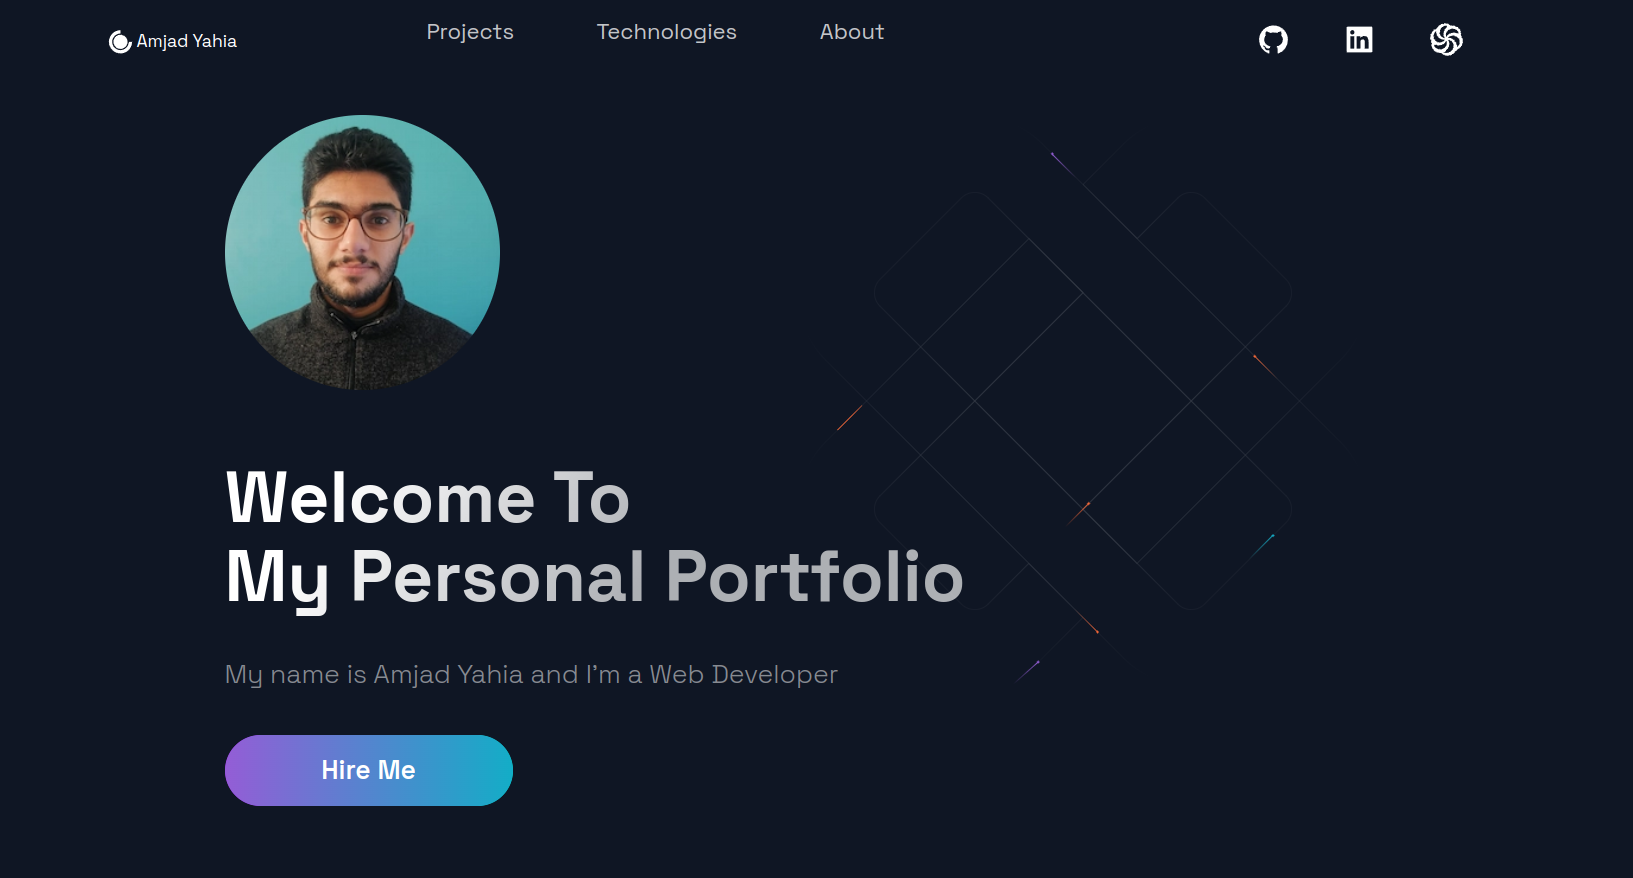 Amjad Yahia
Projects
Technologies
About
Welcome To
My Personal Portfolio
My name is Amjad Yahia and I'm a Web Developer
Hire Me